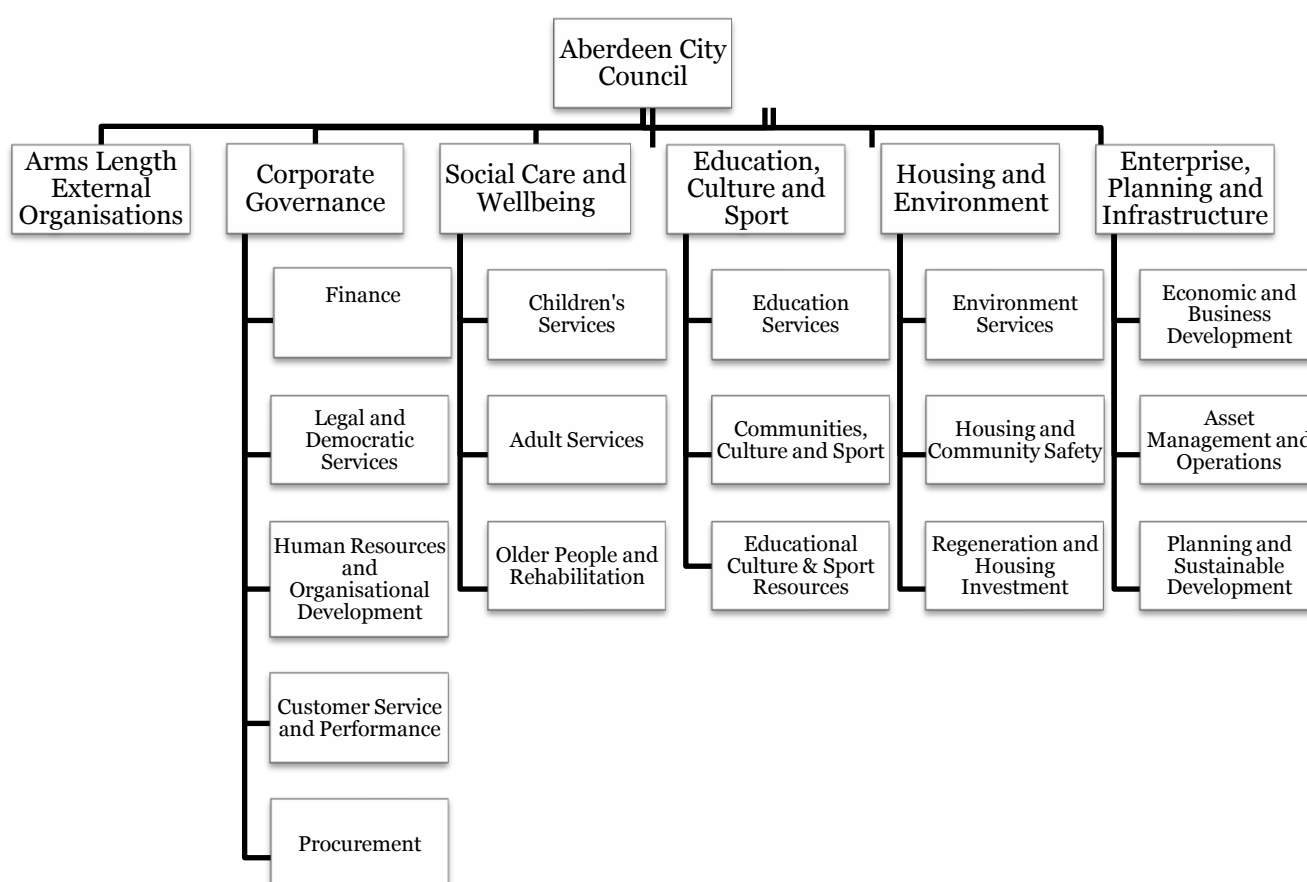 Aberdeen City
Council
Arms Length
External
Organisations
Corporate
Governance
Social Care and
Wellbeing
Education,
Culture and
Sport
Housing and
Environment
Enterprise,
Planning and
Infrastructure
Finance
Legal and
Democratic
Services
Human Resources
and
Organisational
Development
Customer Service
and Performance
Procurement
Children's
Services
Adult Services
Older People and
Rehabilitation
Education
Services
Communities,
Culture and Sport
Educational
Culture & Sport
Resources
Environment
Services
Housing and
Community Safety
Regeneration and
Housing
Investment
Economic and
Business
Development
Asset
Management and
Operations
Planning and
Sustainable
Development